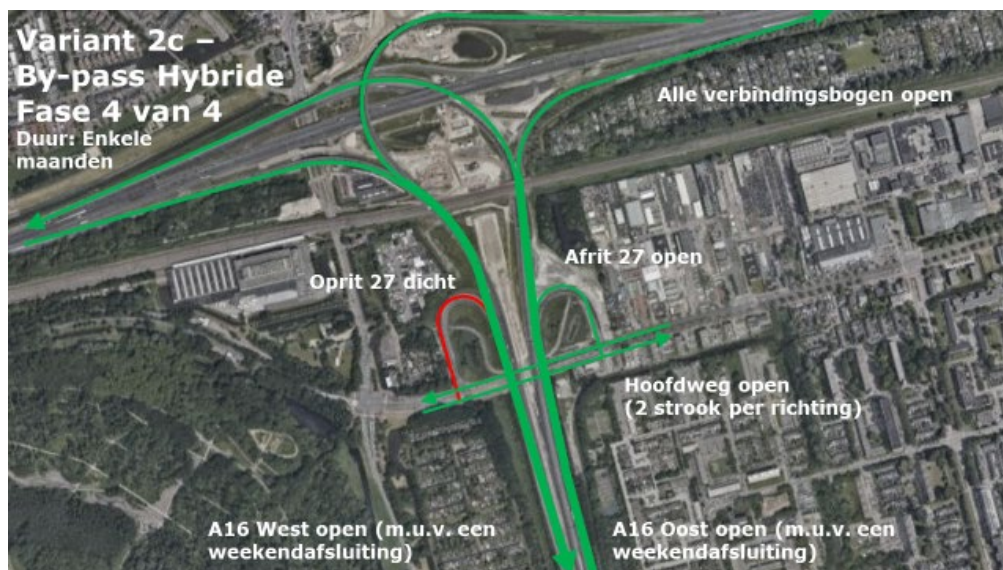 Variant 2c –
By-pass Hybride
Fase 4 van 4
Duur: Enkele
maanden
Alle verbindingsbogen open
Afrit 27 open
Oprit 27 dicht
Hoofdweg open
(2 strook per richting)
A16 West open (m.u.v. een
weekendafsluiting)
A16 Oost open (m.u.v. een
weekendafsluiting)